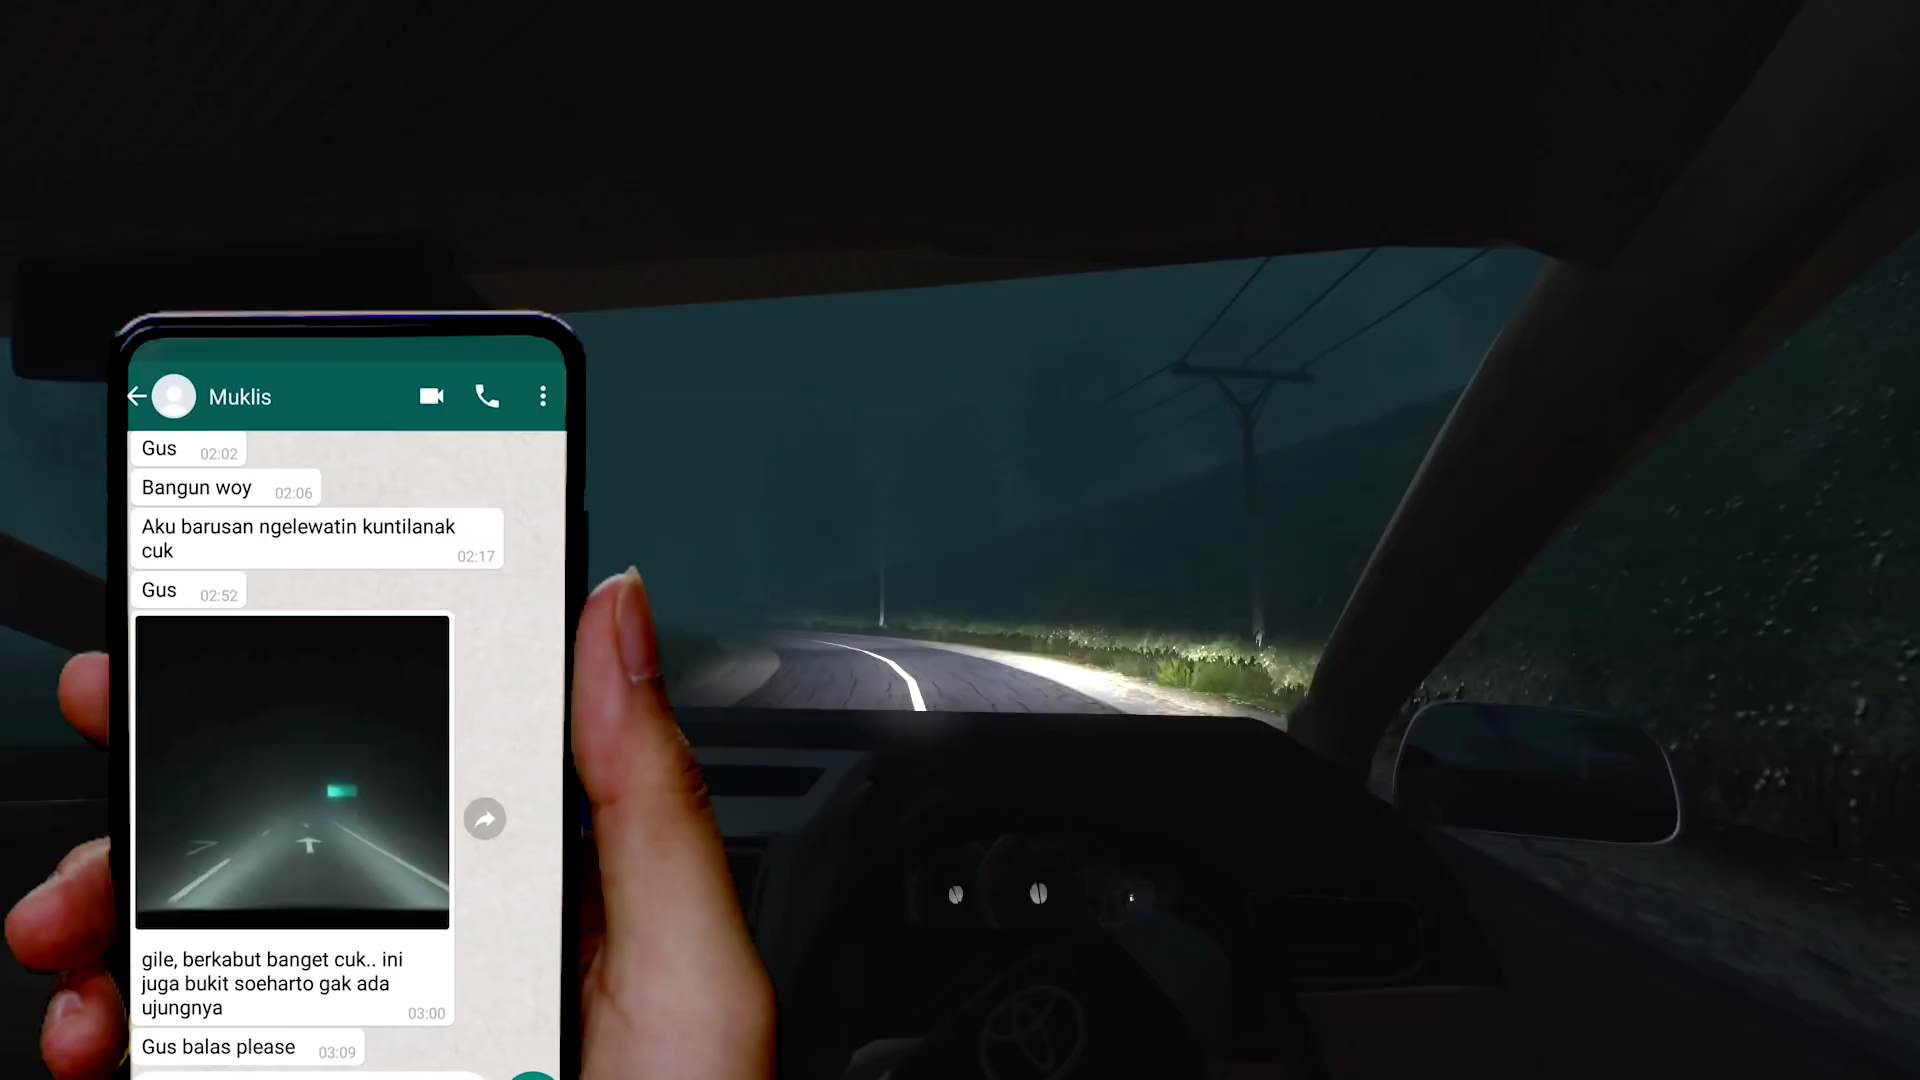 Muklis
Gus 02:02
Bangun woy 02:06
Aku barusan ngelewatin kuntilanak
cuk 02:17
Gus 02:52
gile, berkabut banget cuk.. ini
juga bukit soeharto gak ada
ujungnya 03:00
Gus balas please 03:09